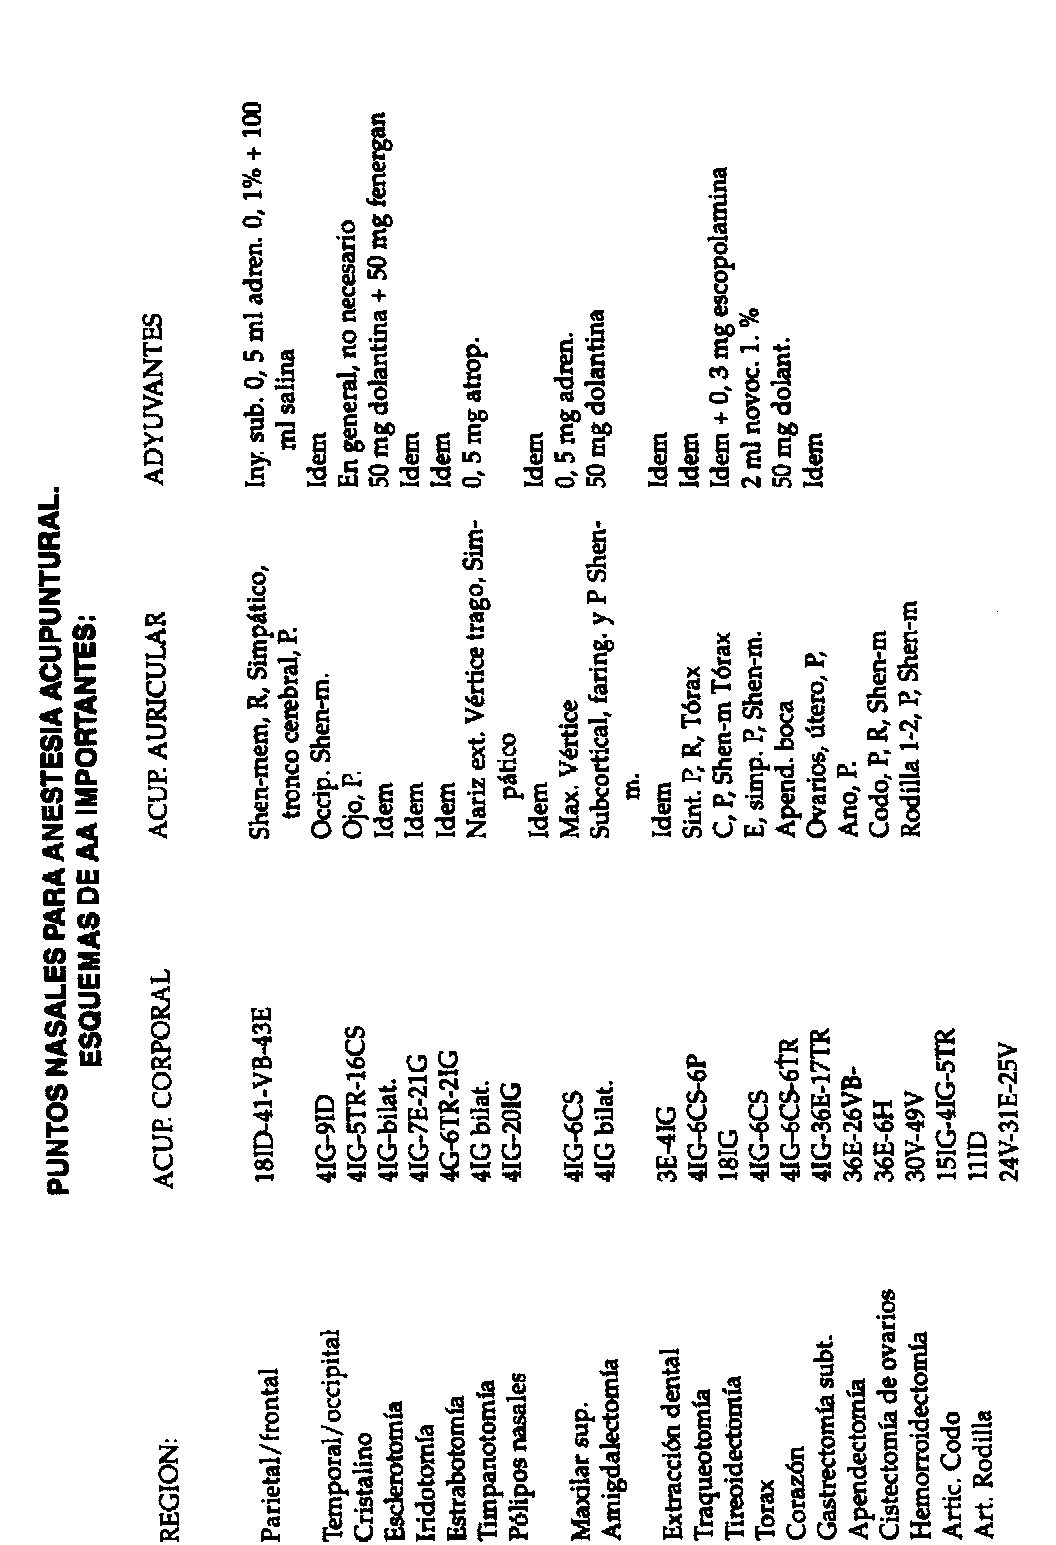 PUNTOS NASALES PARA ANESTESIA ACUPUNTURAL.
ESQUEMAS DE AA IMPORTANTES:
REGION: ACUP. CORPORAL ACUP. AURICULAR ADYUVANTES
Parietal/frontal 18ID-41-VB-43E Shen-mem, R, Simpático, Iny. sub. 0, 5 ml adren. 0, 1% + 100
tronco cerebral, P. ml salina
Temporal/occipital 4IG-9ID Occip. Shen-m. Idem
Cristalino 4IG-5TR-16CS Ojo, P. En general, no necesario
Esclerotomía 4IG-bilat. Idem 50 mg dolantina + 50 mg fenergan
Iridotomía 4IG-7E-21G Idem Idem
Estrabotomía 4G-6TR-2IG Idem Idem
Timpanotomía 4IG bilat. Nariz ext. Vértice trago, Sim- 0, 5 mg atrop.
Pólipos nasales 4IG-20IG pático
Idem Idem
Maxilar sup. 4IG-6CS Max. Vértice 0, 5 mg adren.
Amigdalectomía 4IG bilat. Subcortical, faring. y P Shen- 50 mg dolantina
m.
Extracción dental 3E-4IG Idem Idem
Traqueotomía 4IG-6CS-6P Sint. P, R, Tórax Idem
Tireoidectomía 18IG C, P, Shen-m Tórax Idem + 0, 3 mg escopolamina
Torax 4IG-6CS E, simp. P, Shen-m. 2 ml novoc. 1. %
Corazón 4IG-6CS-6TR Apend. boca 50 mg dolant.
Gastrectomía subt. 4IG-36E-17TR Ovarios, útero, P, Idem
Apendectomía 36E-26VB- Ano, P.
Cistectomía de ovarios 36E-6H Codo, P, R, Shen-m
Hemorroidectomía 30V-49V Rodilla 1-2, P, Shen-m
Artic. Codo 15IG-4IG-5TR
Art. Rodilla 11ID
24V-31E-25V